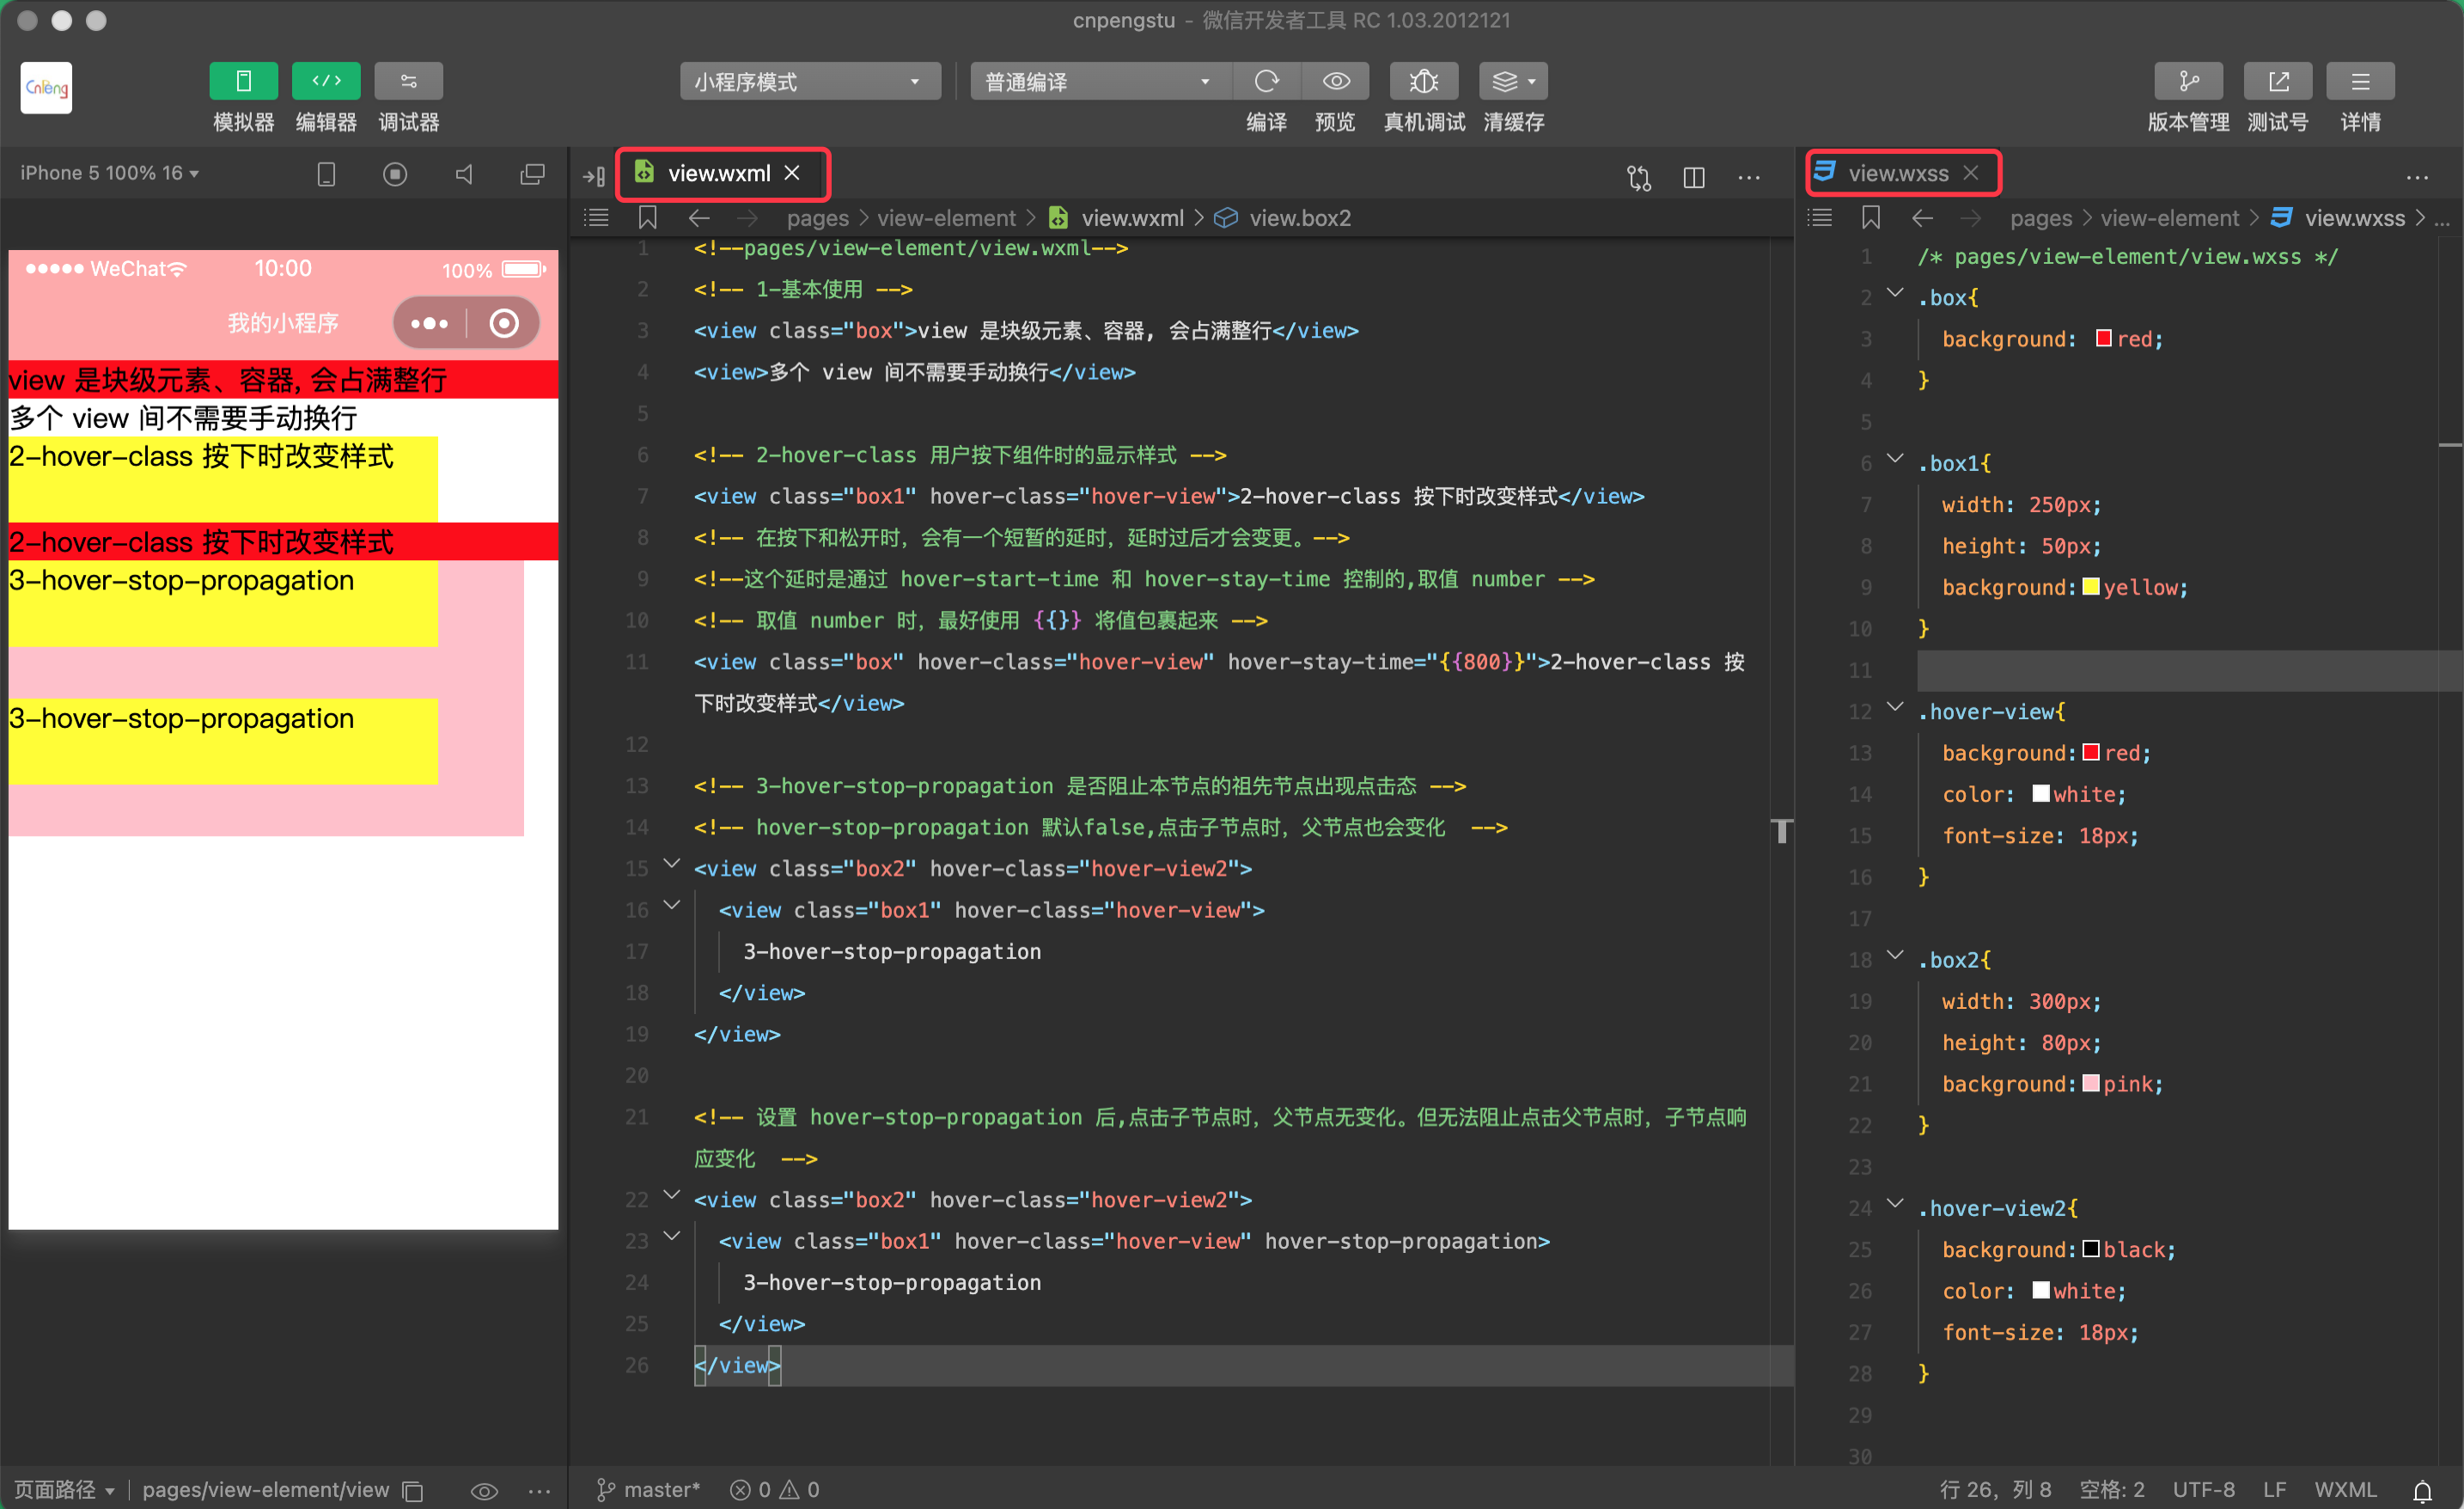 cnpengstu - 微信开发者工具 RC 1.03.2012121
CnPeng
模拟器 编辑器 调试器
小程序模式
普通编译
编译 预览 真机调试 清缓存
版本管理 测试号 详情
iPhone 5 100% 16
WeChat 10:00 100%
我的小程序
view 是块级元素、容器, 会占满整行
多个 view 间不需要手动换行
2-hover-class 按下时改变样式
2-hover-class 按下时改变样式
3-hover-stop-propagation
3-hover-stop-propagation
页面路径 pages/view-element/view
view.wxml
pages > view-element > view.wxml > view.box2
1 <!--pages/view-element/view.wxml-->
2 <!-- 1-基本使用 -->
3 <view class="box">view 是块级元素、容器, 会占满整行</view>
4 <view>多个 view 间不需要手动换行</view>
5
6 <!-- 2-hover-class 用户按下组件时的显示样式 -->
7 <view class="box1" hover-class="hover-view">2-hover-class 按下时改变样式</view>
8 <!-- 在按下和松开时, 会有一个短暂的延时, 延时过后才会变更。-->
9 <!--这个延时是通过 hover-start-time 和 hover-stay-time 控制的,取值 number -->
10 <!-- 取值 number 时, 最好使用 {{}} 将值包裹起来 -->
11 <view class="box" hover-class="hover-view" hover-stay-time="{{800}}">2-hover-class 按
下时改变样式</view>
12
13 <!-- 3-hover-stop-propagation 是否阻止本节点的祖先节点出现点击态 -->
14 <!-- hover-stop-propagation 默认false,点击子节点时, 父节点也会变化  -->
15 <view class="box2" hover-class="hover-view2">
16 <view class="box1" hover-class="hover-view">
17 3-hover-stop-propagation
18 </view>
19 </view>
20
21 <!-- 设置 hover-stop-propagation 后,点击子节点时, 父节点无变化。但无法阻止点击父节点时, 子节点响
应变化  -->
22 <view class="box2" hover-class="hover-view2">
23 <view class="box1" hover-class="hover-view" hover-stop-propagation>
24 3-hover-stop-propagation
25 </view>
26 </view>
master* 0 0
view.wxss
pages > view-element > view.wxss > ...
1 /* pages/view-element/view.wxss */
2 .box{
3 background: red;
4 }
5
6 .box1{
7 width: 250px;
8 height: 50px;
9 background:yellow;
10 }
11
12 .hover-view{
13 background:red;
14 color: white;
15 font-size: 18px;
16 }
17
18 .box2{
19 width: 300px;
20 height: 80px;
21 background:pink;
22 }
23
24 .hover-view2{
25 background:black;
26 color: white;
27 font-size: 18px;
28 }
29
30
行 26, 列 8 空格: 2 UTF-8 LF WXML